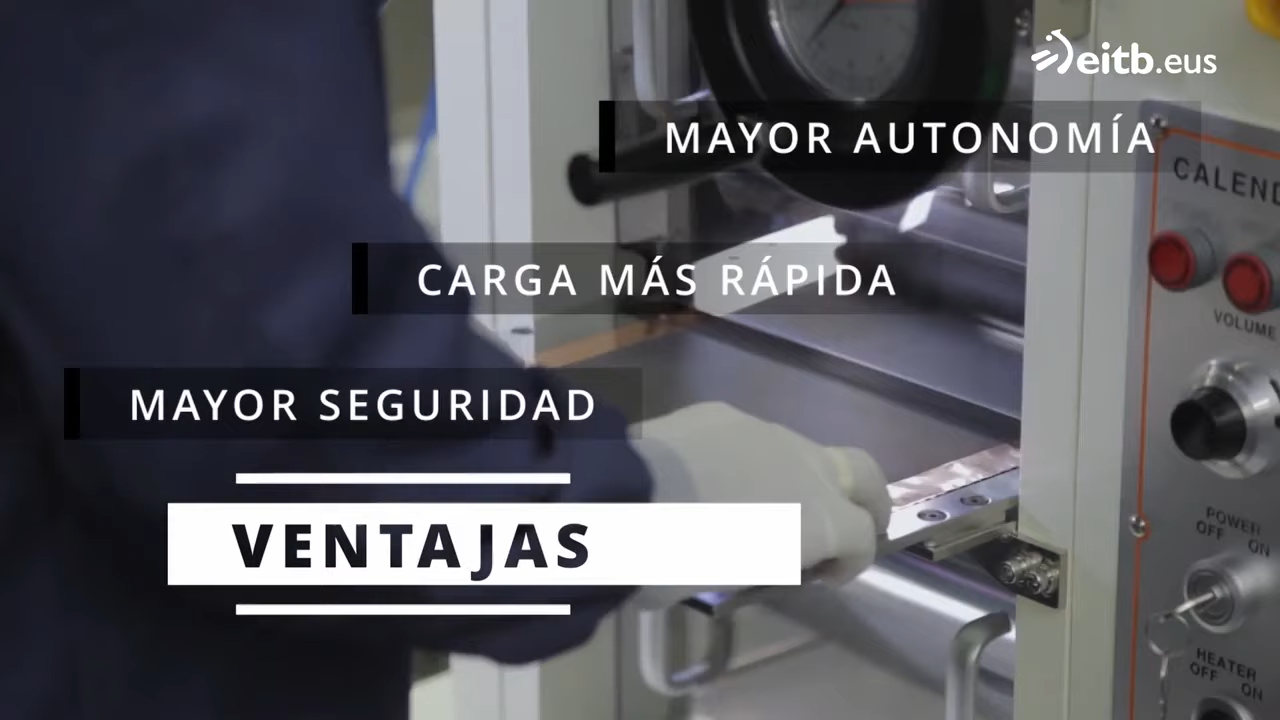 eitb.eus
MAYOR AUTONOMÍA
CARGA MÁS RÁPIDA
MAYOR SEGURIDAD
VENTAJAS
CALEND
VOLUME
POWER
OFF ON
HEATER
OFF ON